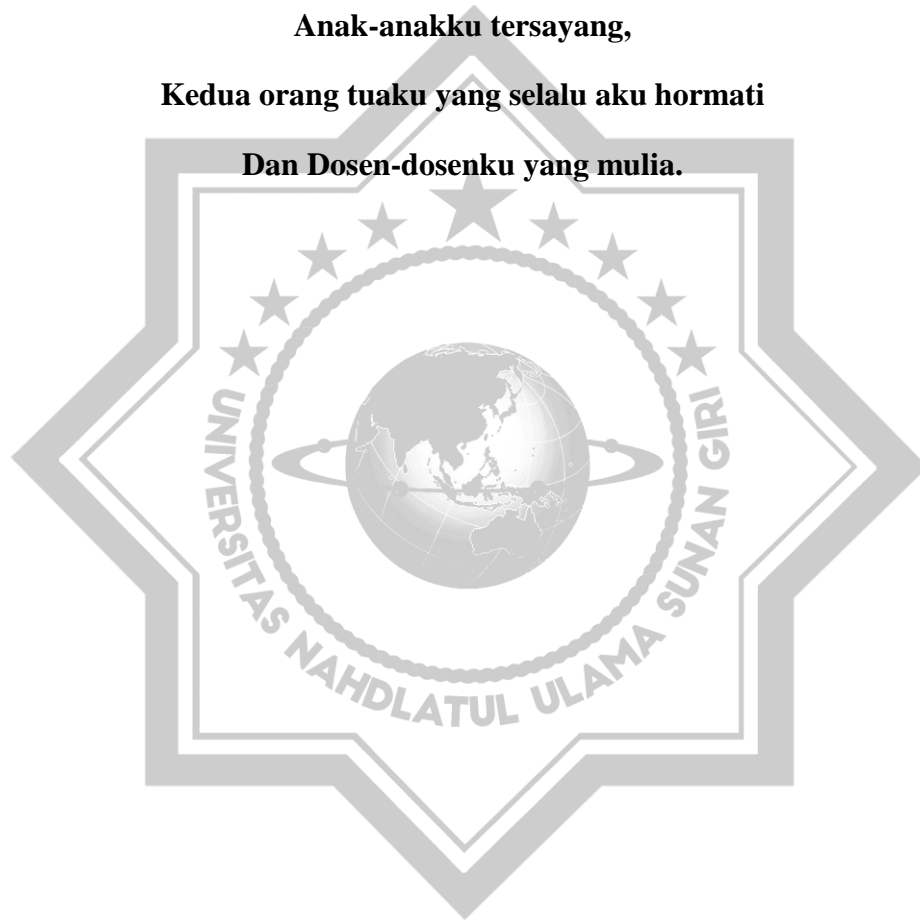 Anak-anakku tersayang,
Kedua orang tuaku yang selalu aku hormati
Dan Dosen-dosenku yang mulia.
UNIVERSITAS NAHDLATUL ULAMA SUNAN GIRI